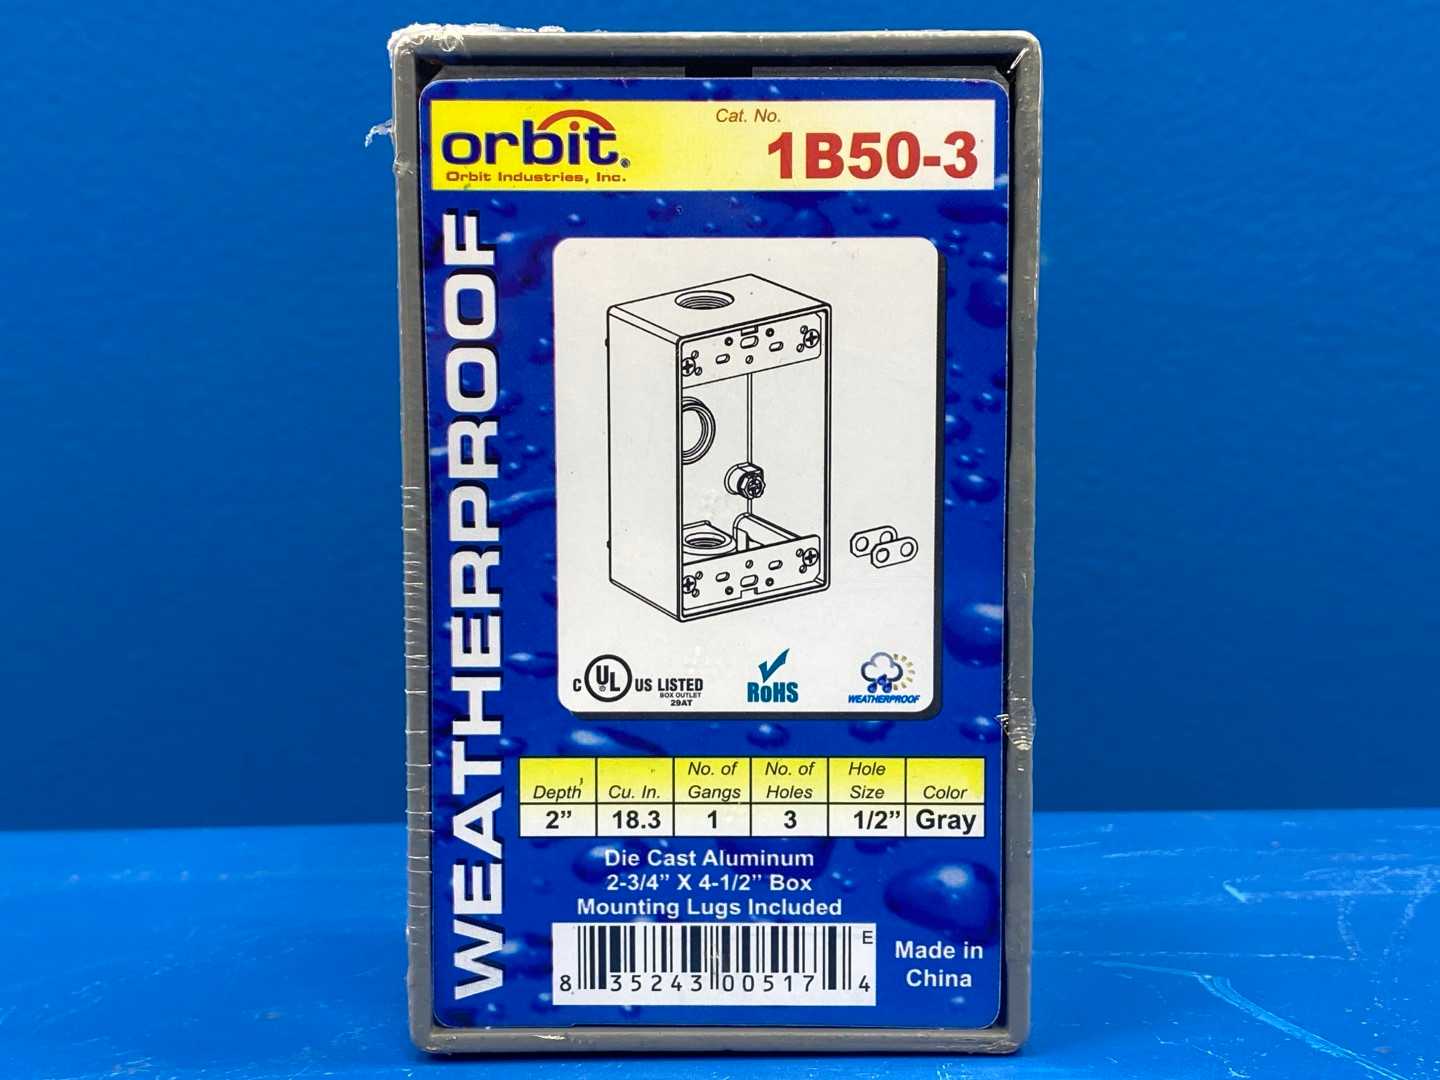 orbit®
Orbit Industries, Inc.
Cat. No.
1B50-3
WEATHERPROOF
C UL® US LISTED
BOX OUTLET
29AT
RoHS
WEATHERPROOF
Depth Cu. In. No. of Gangs No. of Holes Hole Size Color
2” 18.3 1 3 1/2” Gray
Die Cast Aluminum
2-3/4” X 4-1/2” Box
Mounting Lugs Included
E
8 35243 00517 4
Made in
China